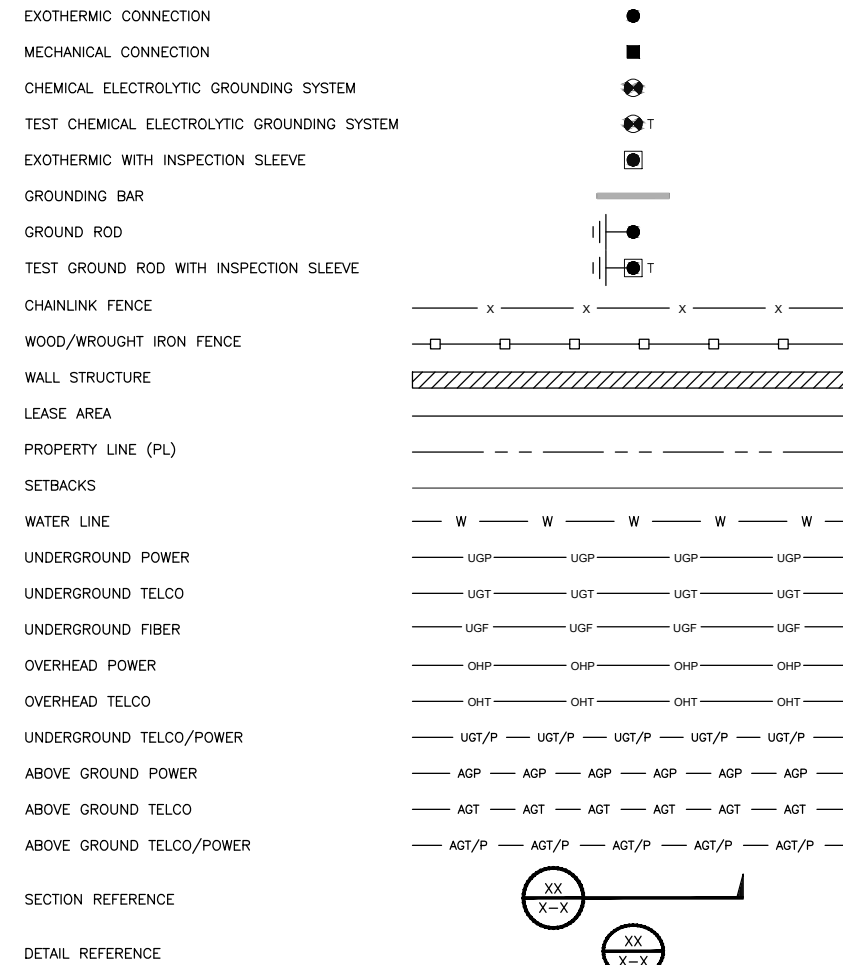 EXOTHERMIC CONNECTION
MECHANICAL CONNECTION
CHEMICAL ELECTROLYTIC GROUNDING SYSTEM
TEST CHEMICAL ELECTROLYTIC GROUNDING SYSTEM T
EXOTHERMIC WITH INSPECTION SLEEVE
GROUNDING BAR
GROUND ROD
TEST GROUND ROD WITH INSPECTION SLEEVE T
CHAINLINK FENCE X X X X
WOOD/WROUGHT IRON FENCE
WALL STRUCTURE
LEASE AREA
PROPERTY LINE (PL)
SETBACKS
WATER LINE W W W W W
UNDERGROUND POWER UGP UGP UGP UGP
UNDERGROUND TELCO UGT UGT UGT UGT
UNDERGROUND FIBER UGF UGF UGF UGF
OVERHEAD POWER OHP OHP OHP OHP
OVERHEAD TELCO OHT OHT OHT OHT
UNDERGROUND TELCO/POWER UGT/P UGT/P UGT/P UGT/P UGT/P
ABOVE GROUND POWER AGP AGP AGP AGP AGP AGP
ABOVE GROUND TELCO AGT AGT AGT AGT AGT AGT
ABOVE GROUND TELCO/POWER AGT/P AGT/P AGT/P AGT/P AGT/P
SECTION REFERENCE
XX
X-X
DETAIL REFERENCE
XX
X-X